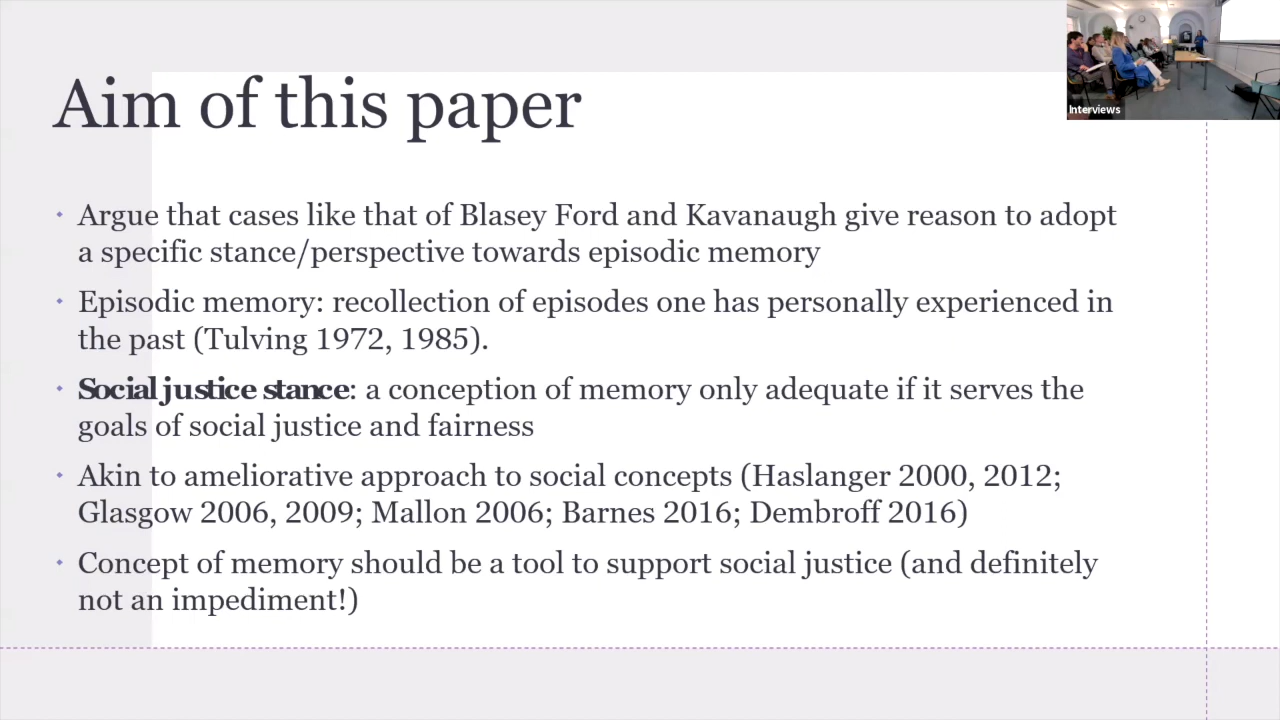 Interviews
Aim of this paper
Argue that cases like that of Blasey Ford and Kavanaugh give reason to adopt
a specific stance/perspective towards episodic memory
Episodic memory: recollection of episodes one has personally experienced in
the past (Tulving 1972, 1985).
Social justice stance: a conception of memory only adequate if it serves the
goals of social justice and fairness
Akin to ameliorative approach to social concepts (Haslanger 2000, 2012;
Glasgow 2006, 2009; Mallon 2006; Barnes 2016; Dembroff 2016)
Concept of memory should be a tool to support social justice (and definitely
not an impediment!)